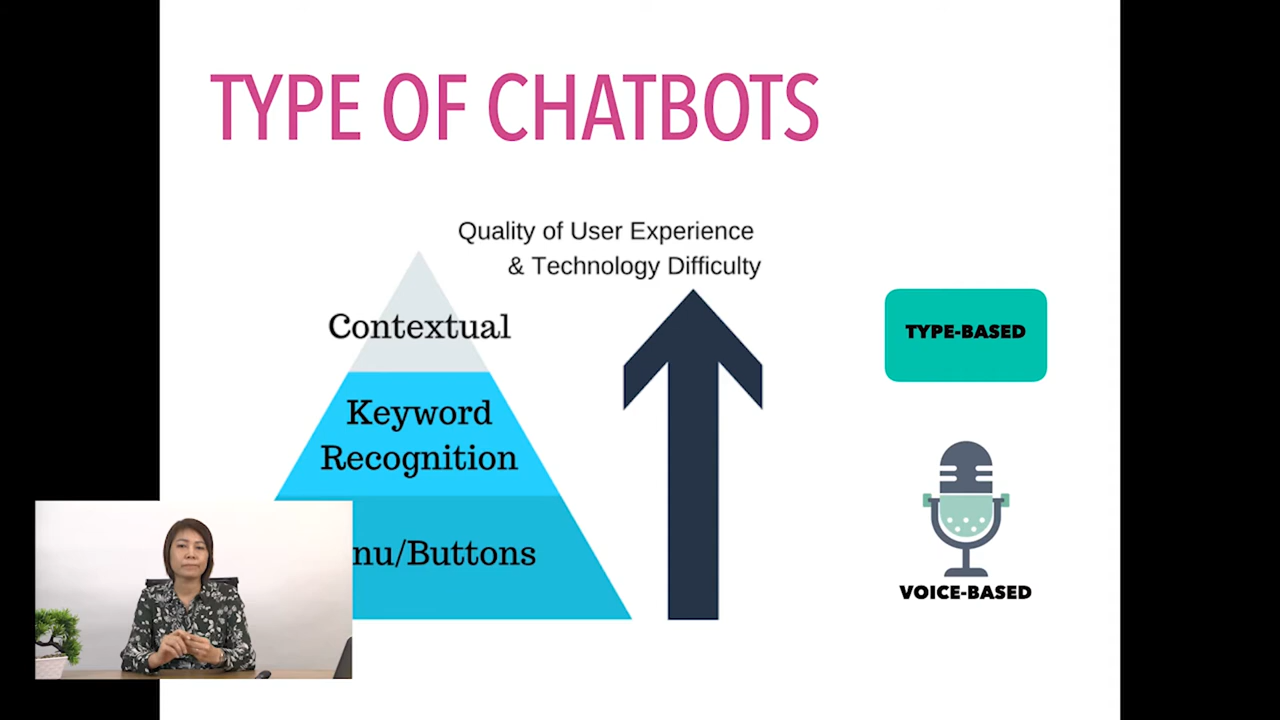 TYPE OF CHATBOTS
Quality of User Experience
& Technology Difficulty
Contextual
Keyword
Recognition
nu/Buttons
TYPE-BASED
VOICE-BASED